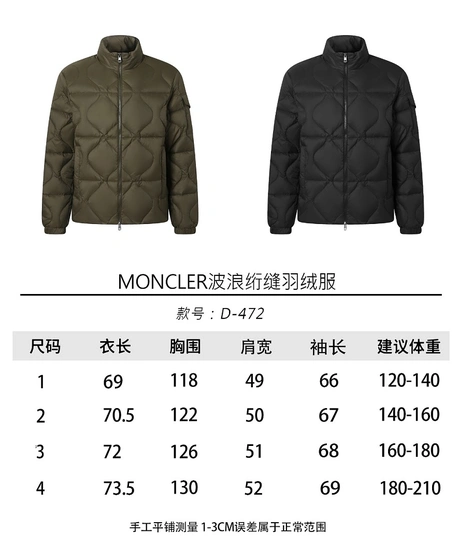 MONCLER波浪绗缝羽绒服
款号：D-472
尺码 衣长 胸围 肩宽 袖长 建议体重
1 69 118 49 66 120-140
2 70.5 122 50 67 140-160
3 72 126 51 68 160-180
4 73.5 130 52 69 180-210
手工平铺测量 1-3CM误差属于正常范围